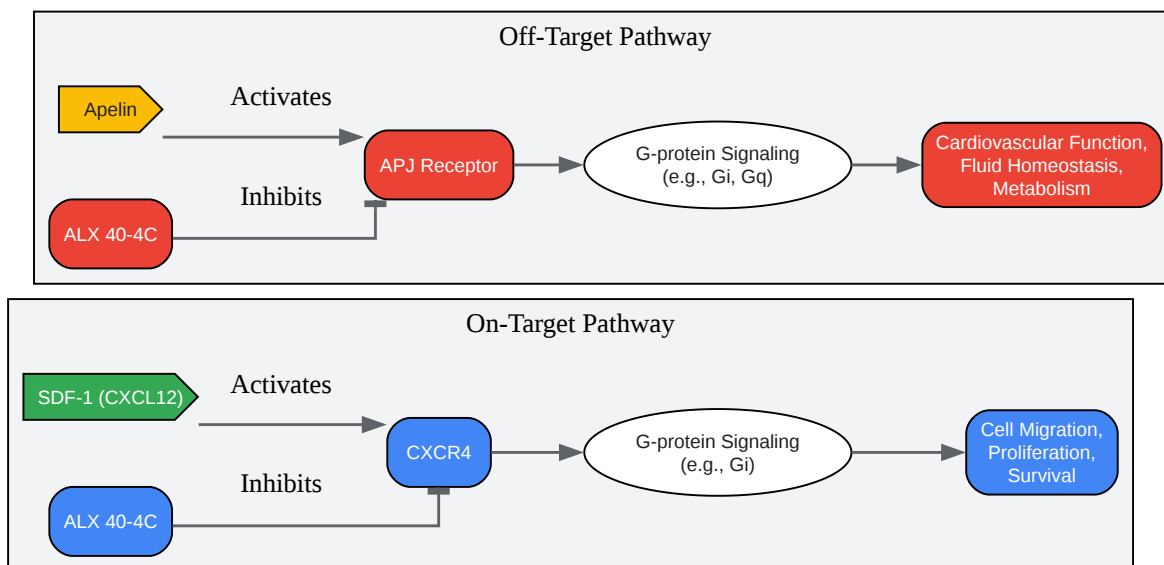 Off-Target Pathway
Apelin
Activates
APJ Receptor
G-protein Signaling
(e.g., Gi, Gq)
Cardiovascular Function,
Fluid Homeostasis,
Metabolism
Inhibits
ALX 40-4C
On-Target Pathway
SDF-1 (CXCL12)
Activates
CXCR4
G-protein Signaling
(e.g., Gi)
Cell Migration,
Proliferation,
Survival
Inhibits
ALX 40-4C